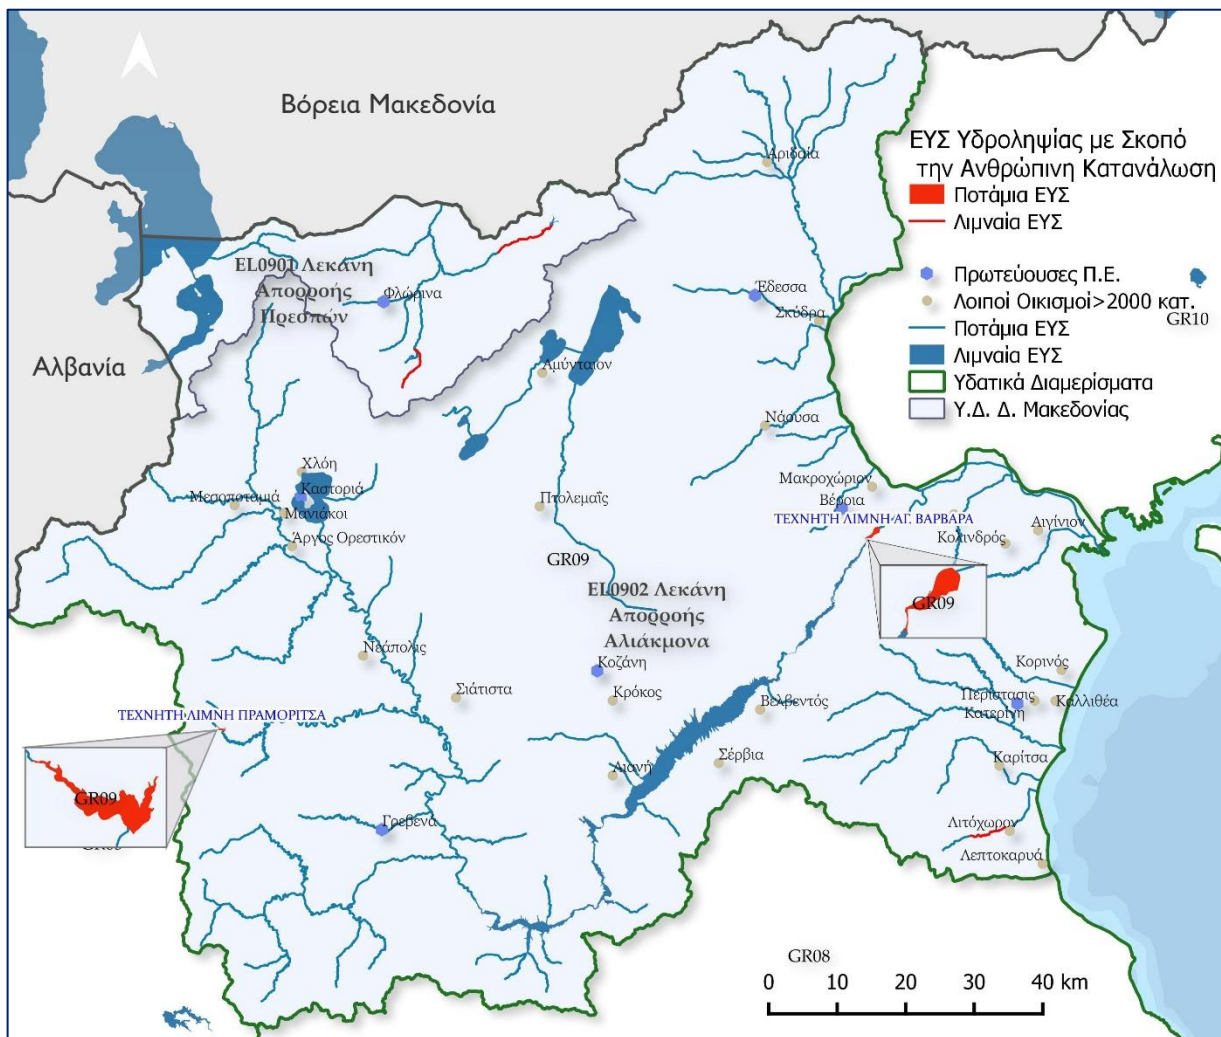 Βόρεια Μακεδονία
ΕΥΣ Υδροληψίας με Σκοπό
την Ανθρώπινη Κατανάλωση
Ποτάμια ΕΥΣ
Λιμναία ΕΥΣ
Πρωτεύουσες Π.Ε.
Λοιποί Οικισμοί>2000 κατ.
GR10
Ποτάμια ΕΥΣ
Λιμναία ΕΥΣ
Υδατικά Διαμερίσματα
Υ.Δ. Δ. Μακεδονίας
Αριδαία
EL0901 Λεκάνη
Απορροής
Πρεσπών
Φλώρινα
Έδεσσα
Σκύδρα
Αλβανία
Αμύνταιον
Νάουσα
Χλόη
Καστοριά
Μεσοποταμιά
Μανιάκοι
Άργος Ορεστικόν
Πτολεμαΐς
Μακροχώριον
Βέροια
ΤΕΧΝΗΤΗ ΛΙΜΝΗ ΑΓ. ΒΑΡΒΑΡΑ
Αιγίνιον
Κολινδρός
GR09
GR09
EL0902 Λεκάνη
Απορροής
Αλιάκμονα
Νεάπολις
Κοζάνη
Κορινός
Σιάτιστα
Κρόκος
Βελβεντός
Περίστασις
Κατερίνη
Καλλιθέα
ΤΕΧΝΗΤΗ ΛΙΜΝΗ ΠΡΑΜΟΡΙΤΣΑ
GR09
Αιανή
Σέρβια
Καρίτσα
Γρεβενά
Λιτόχωρον
Λεπτοκαρυά
GR08
0 10 20 30 40 km